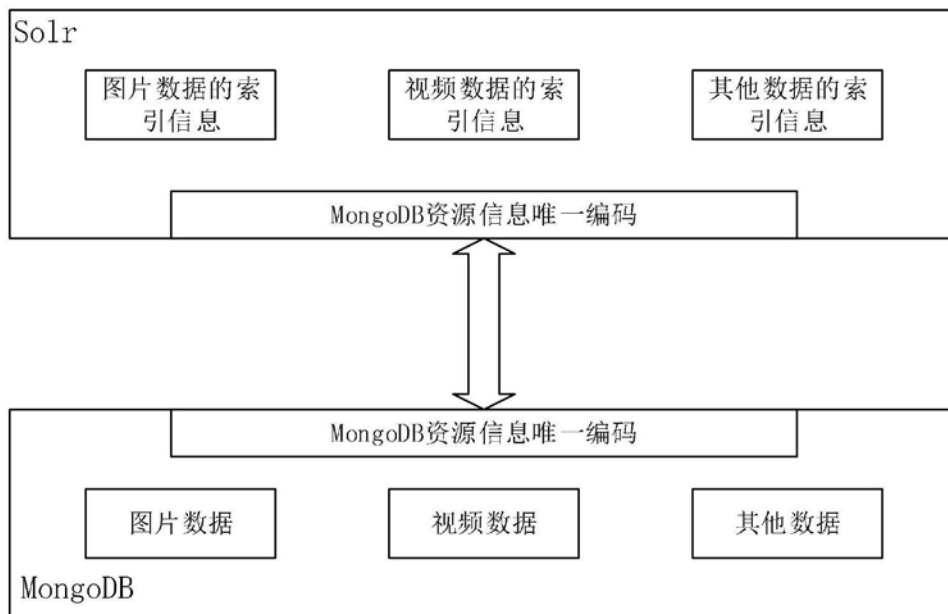 Solr
图片数据的索
引信息
视频数据的索
引信息
其他数据的索
引信息
MongoDB资源信息唯一编码
MongoDB资源信息唯一编码
图片数据
视频数据
其他数据
MongoDB